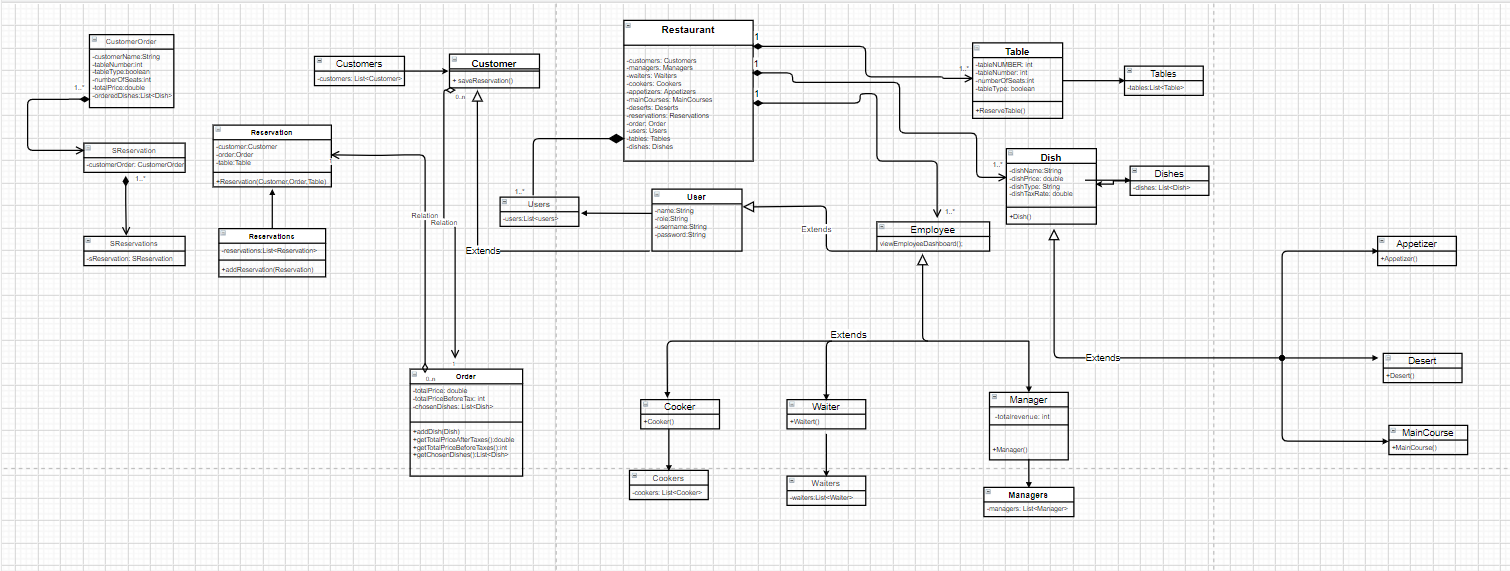 CustomerOrder
-customerName:String
-tableNumber:int
-tableType:boolean
-numberOfSeats:int
-totalPrice:double
-orderedDishes:List<Dish>
1..*
SReservation
-customerOrder: CustomerOrder
1..*
SReservations
-sReservation: SReservation
Reservation
-customer:Customer
-order:Order
-table:Table
+Reservation(Customer,Order,Table)
Reservations
-reservations:List<Reservation>
+addReservation(Reservation)
Customers
-customers: List<Customer>
Customer
+ saveReservation()
0..n
Relation
Relation
Extends
1
0..n
Order
-totalPrice: double
-totalPriceBeforeTax: int
-chosenDishes: List<Dish>
+addDish(Dish)
+getTotalPriceAfterTaxes():double
+getTotalPriceBeforeTaxes():int
+getChosenDishes():List<Dish>
Restaurant
-customers: Customers
-managers: Managers
-waiters: Waiters
-cookers: Cookers
-appetizers: Appetizers
-mainCourses: MainCourses
-deserts: Deserts
-reservations: Reservations
-order: Order
-users: Users
-tables: Tables
-dishes: Dishes
1
1
1
1..*
Users
-users:List<users>
User
-name:String
-role:String
-username:String
-password:String
Extends
1..*
Employee
viewEmployeeDashboard();
Extends
Cooker
+Cooker()
Cookers
-cookers: List<Cooker>
Waiter
+Waitert()
Waiters
-waiters:List<Waiter>
Manager
-totalrevenue: int
+Manager()
Managers
-managers: List<Manager>
1..*
Table
-tableNUMBER: int
-tableNumber: int
-numberOfSeats:int
-tableType: boolean
+ReserveTable()
Tables
-tables:List<Table>
1..*
Dish
-dishName:String
-dishPrice: double
-dishType: String
-dishTaxRate: double
+Dish()
Dishes
-dishes: List<Dish>
Extends
Appetizer
+Appetizer()
Desert
+Desert()
MainCourse
+MainCourse()